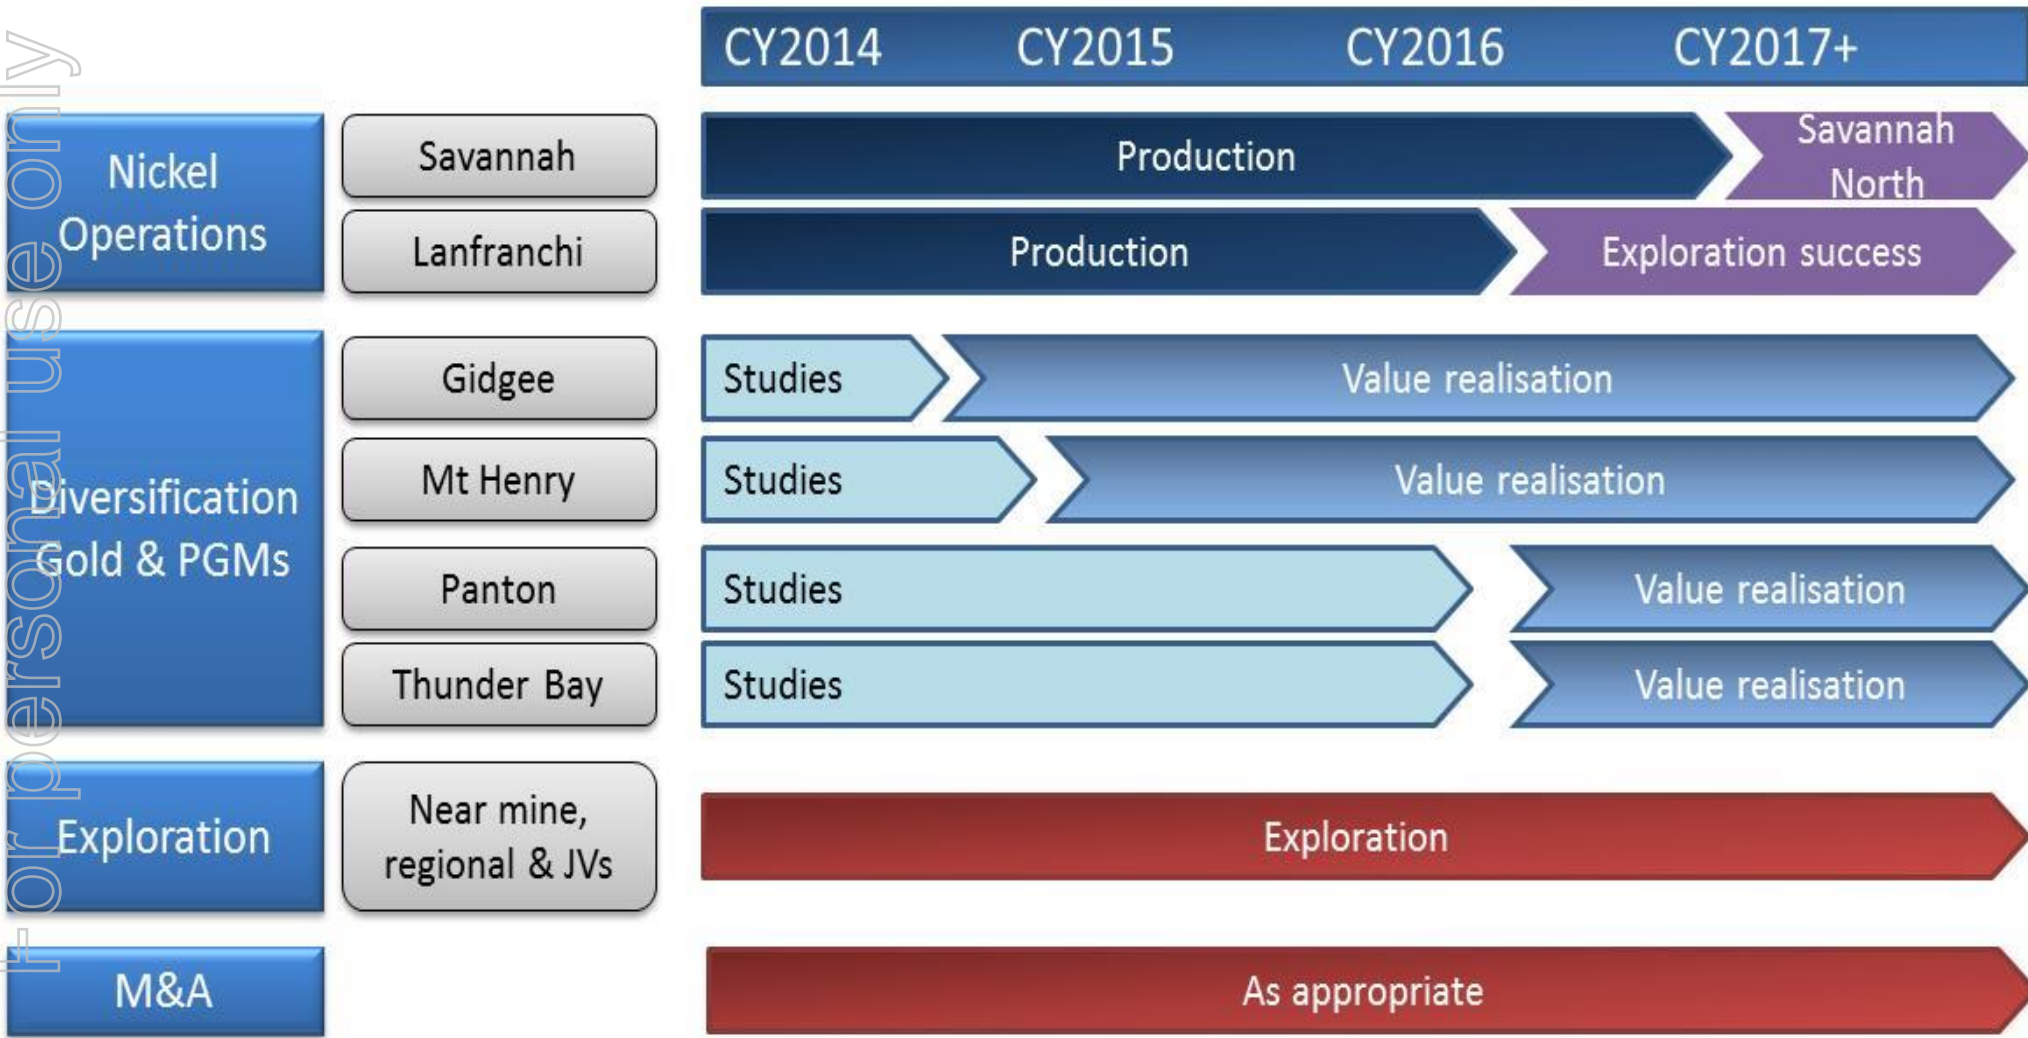 For personal use only
CY2014 CY2015 CY2016 CY2017+
Nickel
Operations
Savannah
Production
Savannah
North
Lanfranchi
Production
Exploration success
Diversification
Gold & PGMs
Gidgee
Studies
Value realisation
Mt Henry
Studies
Value realisation
Panton
Studies
Value realisation
Thunder Bay
Studies
Value realisation
Exploration
Near mine,
regional & JVs
Exploration
M&A
As appropriate